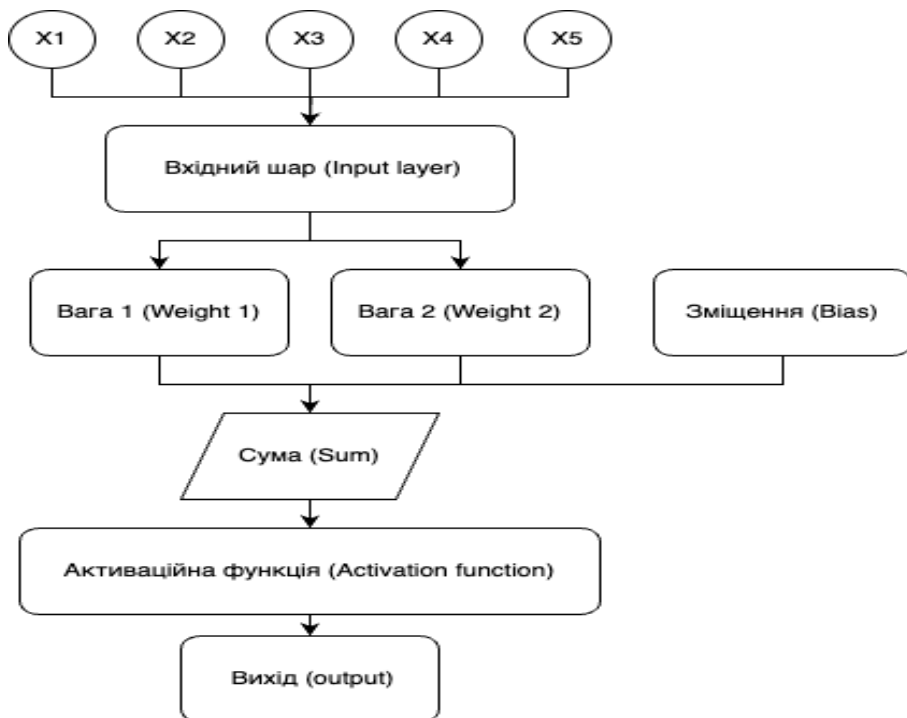 X1
X2
X3
X4
X5
Вхідний шар (Input layer)
Вага 1 (Weight 1)
Вага 2 (Weight 2)
Зміщення (Bias)
Сума (Sum)
Активаційна функція (Activation function)
Вихід (output)